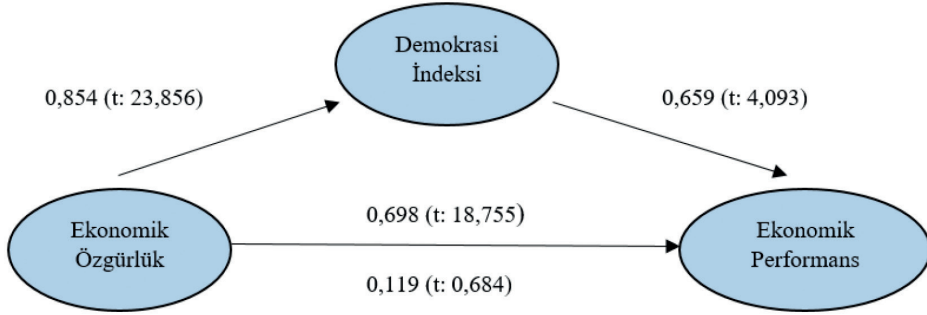 Demokrasi
İndeksi
0,854 (t: 23,856)
0,659 (t: 4,093)
Ekonomik
Özgürlük
0,698 (t: 18,755)
0,119 (t: 0,684)
Ekonomik
Performans